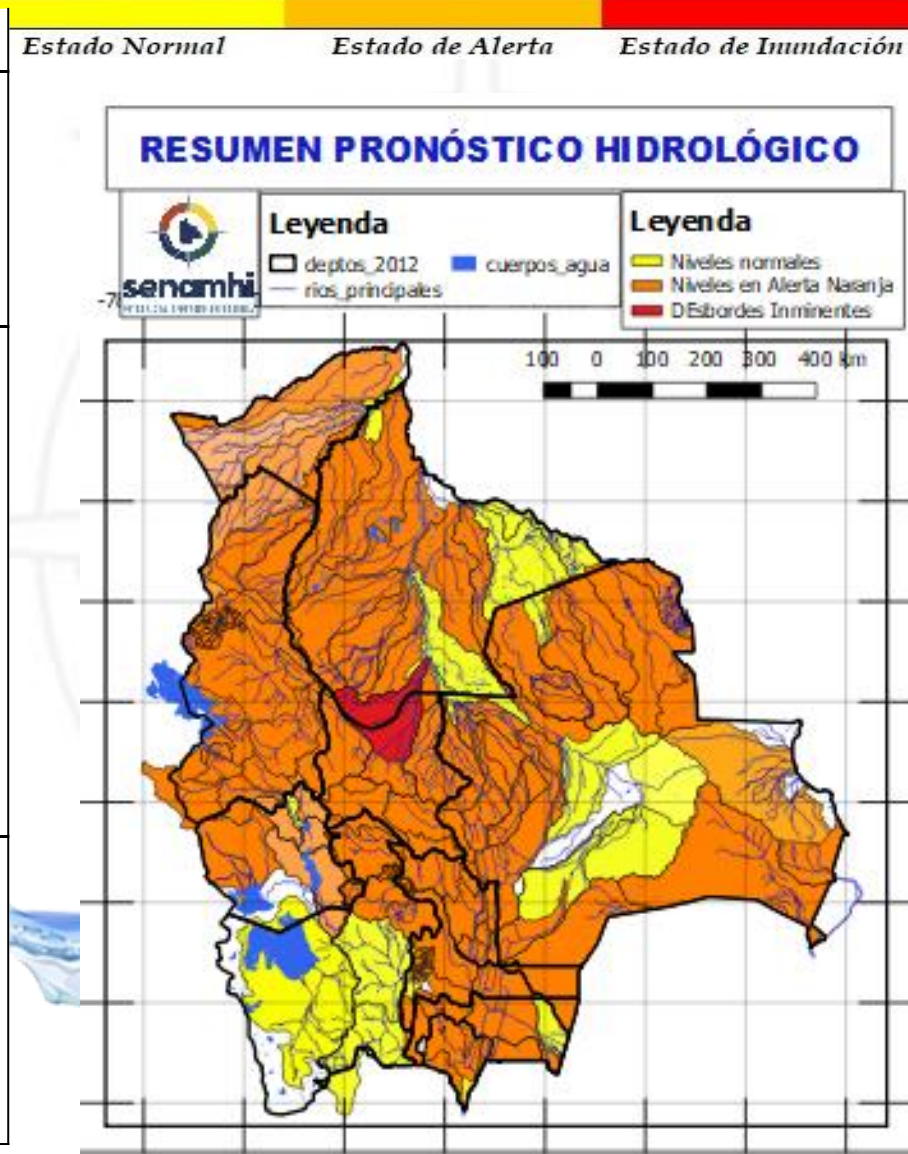 Estado Normal Estado de Alerta Estado de Inundación
RESUMEN PRONÓSTICO HIDROLÓGICO
senamhi
Leyenda
deptos_2012 cuerpos_agua
rios_principales
Leyenda
Niveles normales
Niveles en Alerta Naranja
DEsbordes Inminentes
100 0 100 200 300 400 km